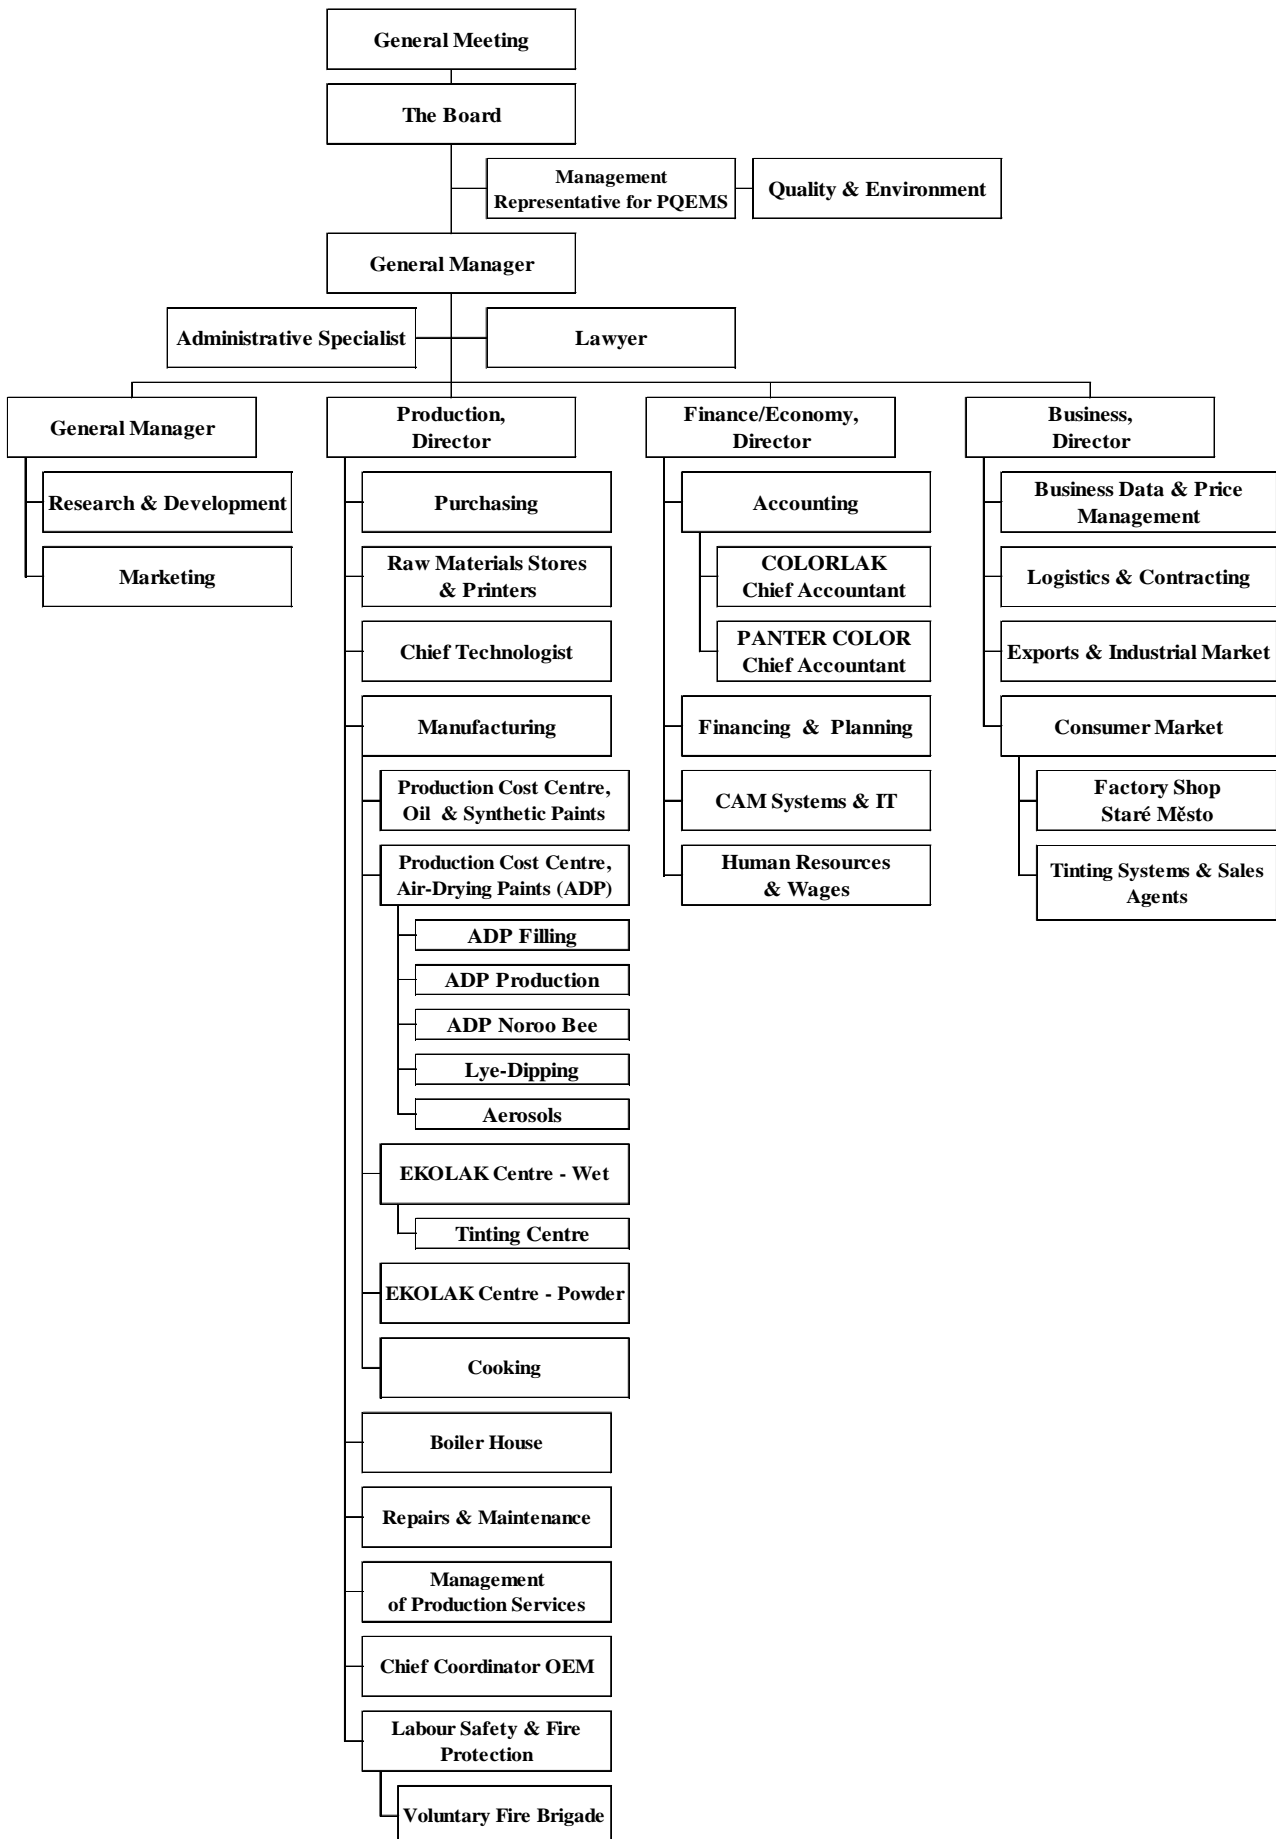 General Meeting
The Board
Management
Representative for PQEMS
Quality & Environment
General Manager
Administrative Specialist
Lawyer
General Manager
Research & Development
Marketing
Production,
Director
Purchasing
Raw Materials Stores
& Printers
Chief Technologist
Manufacturing
Production Cost Centre,
Oil & Synthetic Paints
Production Cost Centre,
Air-Drying Paints (ADP)
ADP Filling
ADP Production
ADP Noroo Bee
Lye-Dipping
Aerosols
EKOLAK Centre - Wet
Tinting Centre
EKOLAK Centre - Powder
Cooking
Boiler House
Repairs & Maintenance
Management
of Production Services
Chief Coordinator OEM
Labour Safety & Fire
Protection
Voluntary Fire Brigade
Finance/Economy,
Director
Accounting
COLORLAK
Chief Accountant
PANTER COLOR
Chief Accountant
Financing & Planning
CAM Systems & IT
Human Resources
& Wages
Business,
Director
Business Data & Price
Management
Logistics & Contracting
Exports & Industrial Market
Consumer Market
Factory Shop
Staré Město
Tinting Systems & Sales
Agents